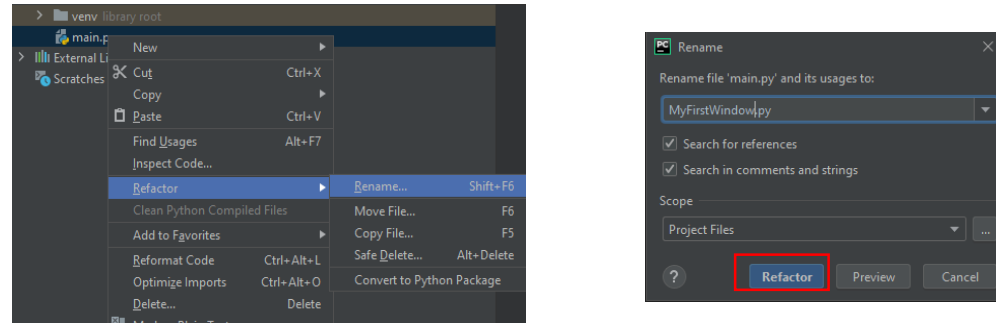 venv library root
main.p
External Li
Scratches
New
Cut Ctrl+X
Copy
Paste Ctrl+V
Find Usages Alt+F7
Inspect Code...
Refactor
Clean Python Compiled Files
Add to Favorites
Reformat Code Ctrl+Alt+L
Optimize Imports Ctrl+Alt+O
Delete... Delete
Rename... Shift+F6
Move File... F6
Copy File... F5
Safe Delete... Alt+Delete
Convert to Python Package
PC Rename
Rename file 'main.py' and its usages to:
MyFirstWindow.py
Search for references
Search in comments and strings
Scope
Project Files ...
? Refactor Preview Cancel